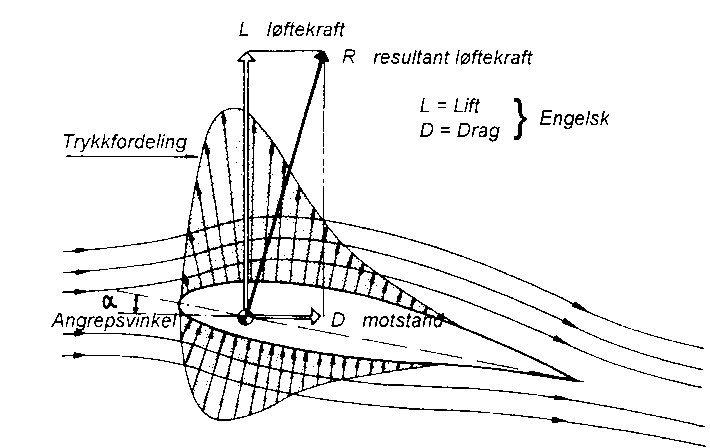 L løftekraft
R resultant løftekraft
L = Lift
D = Drag
} Engelsk
Trykkfordeling
α
Angrepsvinkel
D motstand